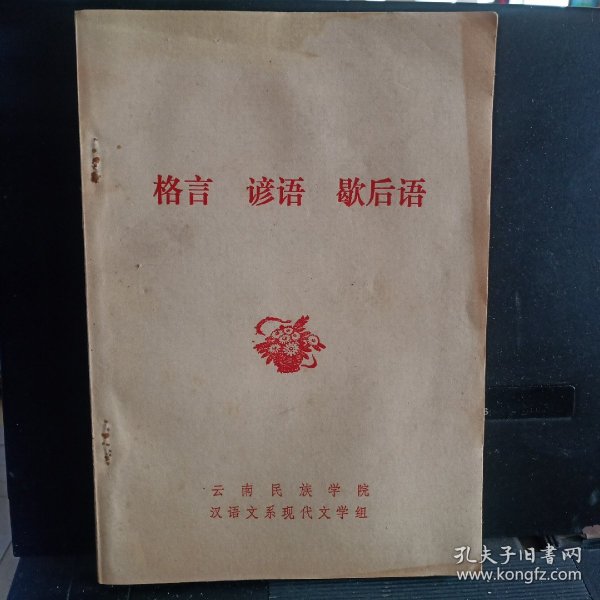 格言 谚语 歇后语
云南民族学院
汉语文系现代文学组
孔夫子旧书网
www.kongfz.com